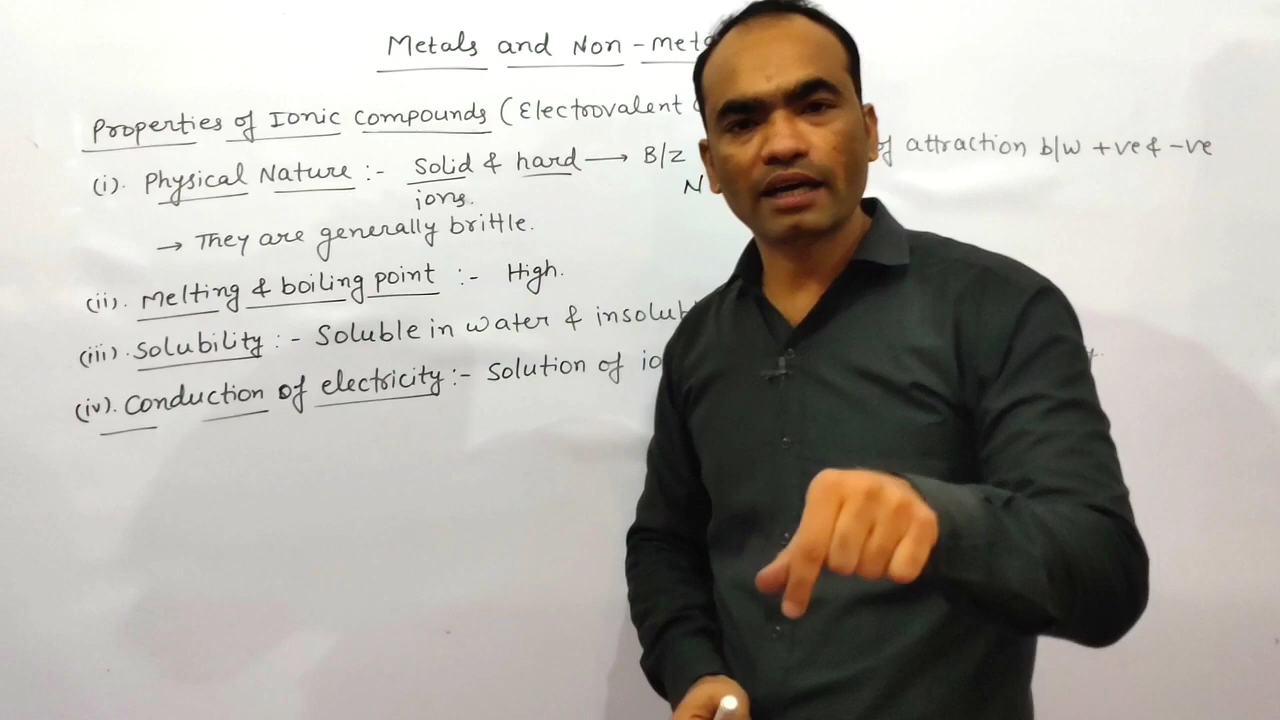 Metals and Non-meta
Properties of Ionic Compounds (Electrovalent
(i). Physical Nature :- Solid & hard → B/z of attraction b/w +ve & -ve
ions. N
→ They are generally brittle.
(ii). Melting & boiling point :- High.
(iii). Solubility :- Soluble in water & insolub
(iv). Conduction of electricity :- Solution of io